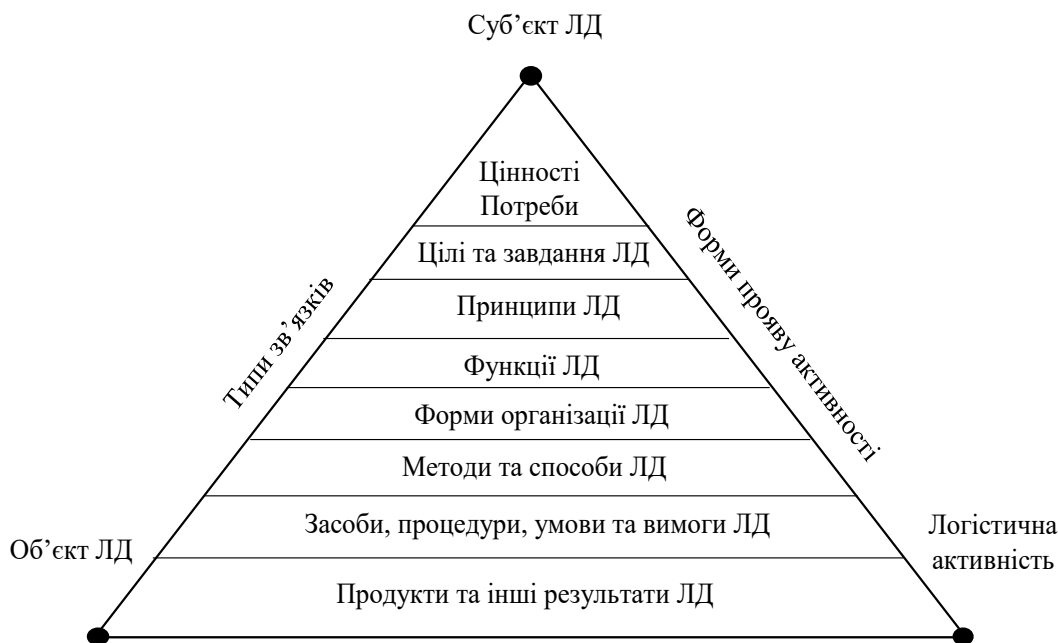 Суб’єкт ЛД
Цінності
Потреби
Цілі та завдання ЛД
Принципи ЛД
Функції ЛД
Форми організації ЛД
Методи та способи ЛД
Засоби, процедури, умови та вимоги ЛД
Продукти та інші результати ЛД
Типи зв’язків
Форми прояву активності
Об’єкт ЛД
Логістична
активність